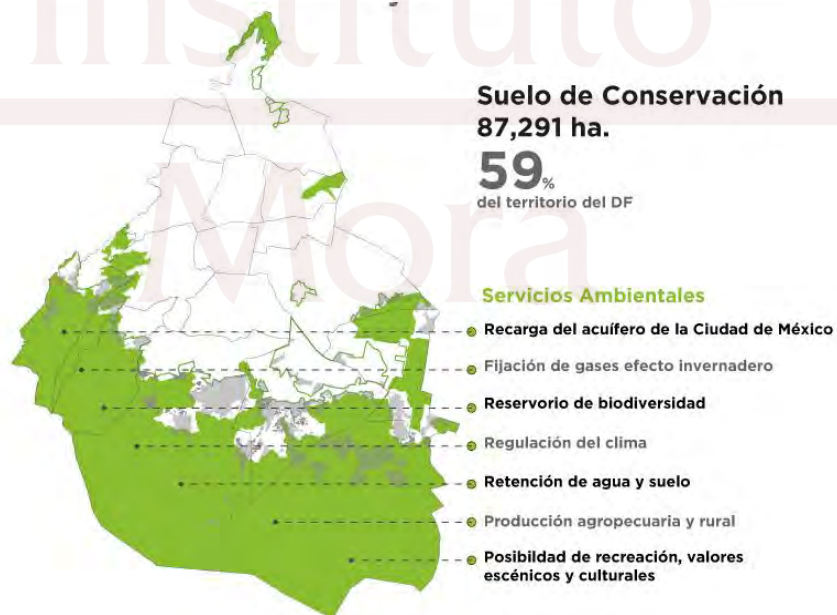 Instituto
Mora
Suelo de Conservación
87,291 ha.
59%
del territorio del DF
Servicios Ambientales
Recarga del acuífero de la Ciudad de México
Fijación de gases efecto invernadero
Reservorio de biodiversidad
Regulación del clima
Retención de agua y suelo
Producción agropecuaria y rural
Posibildad de recreación, valores
escénicos y culturales